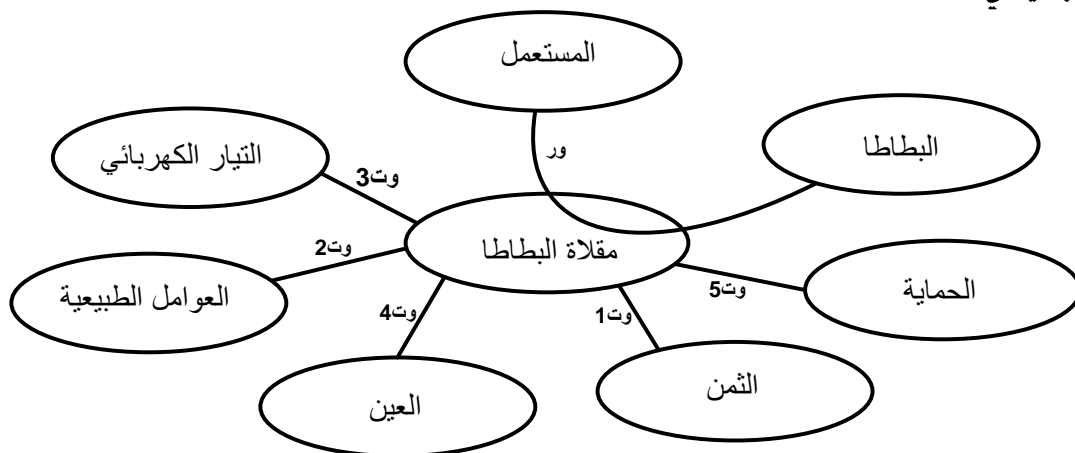 المستعمل
البطاطا
ور
التيار الكهربائي
وت3
مقلاة البطاطا
وت2
العوامل الطبيعية
وت5
الحماية
وت4
وت1
الثمن
العين